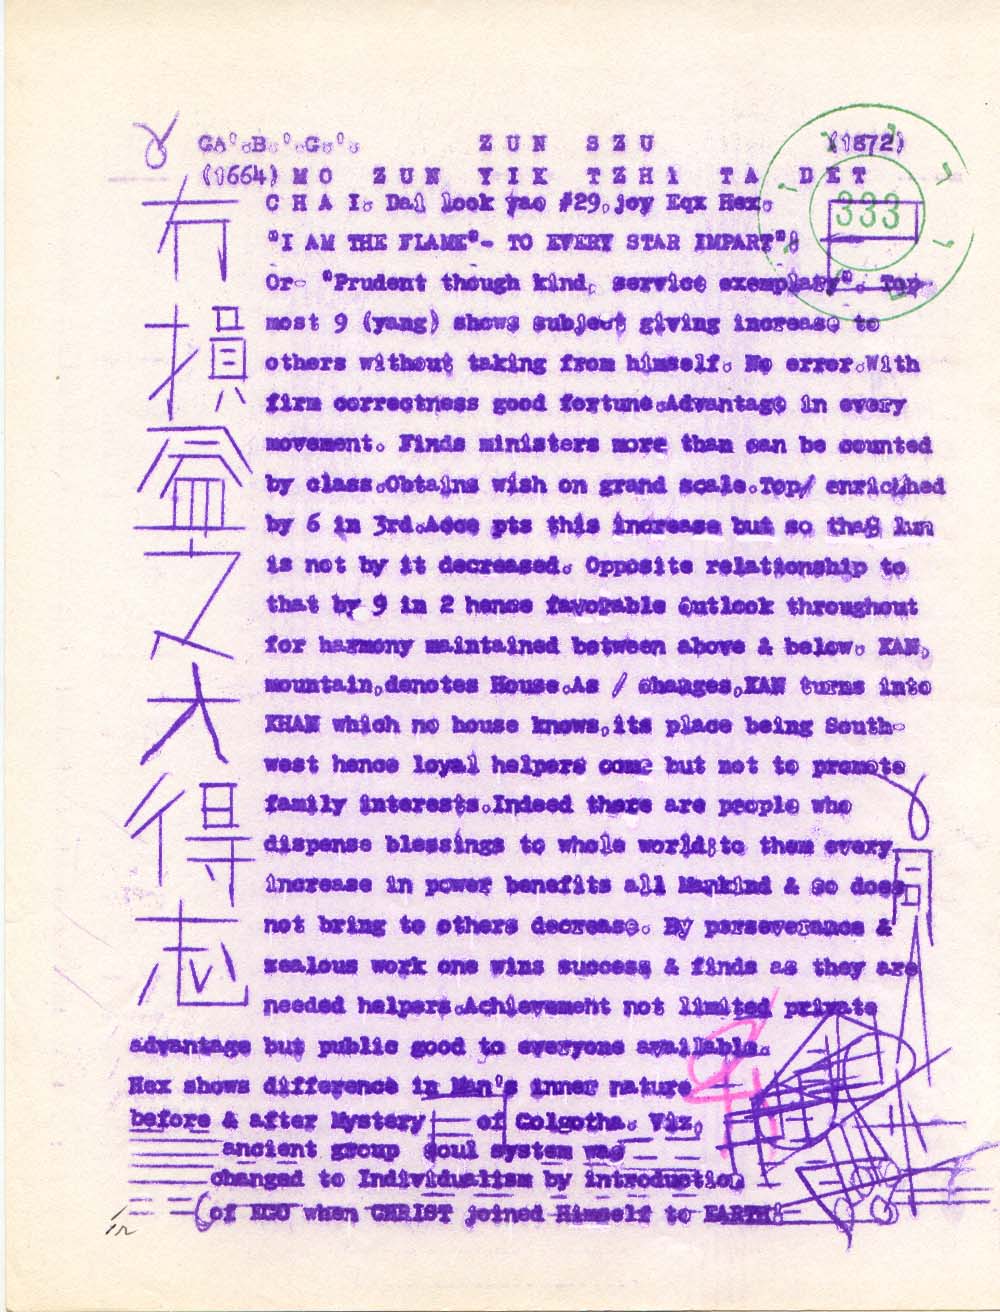 GA'.B.'.G.'. ZUN SZU (1872)
(1664) MO ZUN YIK TZHI TA DET
333
CHAI. Dal look yao #29.joy Eqx Hex.
"I AM THE FLAME"- TO EVERY STAR IMPART"!
Or- "Prudent though kind, service exemplary". Top-
most 9 (yang) shows subject giving increase to
others without taking from himself. No error.With
firm correctness good fortune.Advantage in every
movement. Finds ministers more than can be counted
by class.Obtains wish on grand scale.Top/ enriched
by 6 in 3rd.Acce pts this increase but so that
is not by it decreased. Opposite relationship to
that by 9 in 2 hence favorable outlook throughout
for harmony maintained between above & below. KAN,
mountain,denotes House.As / changes,KAN turns into
KHAN which no house knows,its place being South-
west hence loyal helpers come but not to promote
family interests.Indeed there are people who
dispense blessings to whole world;to them every
increase in power benefits all Mankind & so does
not bring to others decrease. By perseverance &
zealous work one wins success & finds as they are
needed helpers.Achievement not limited private
advantage but public good to everyone available.
Hex shows difference in Man's inner nature
before & after Mystery of Golgotha. Viz,
ancient group soul system was
changed to Individualism by introduction
(of EGO when CHRIST joined Himself to EARTH!
損
益
之
大
得
志